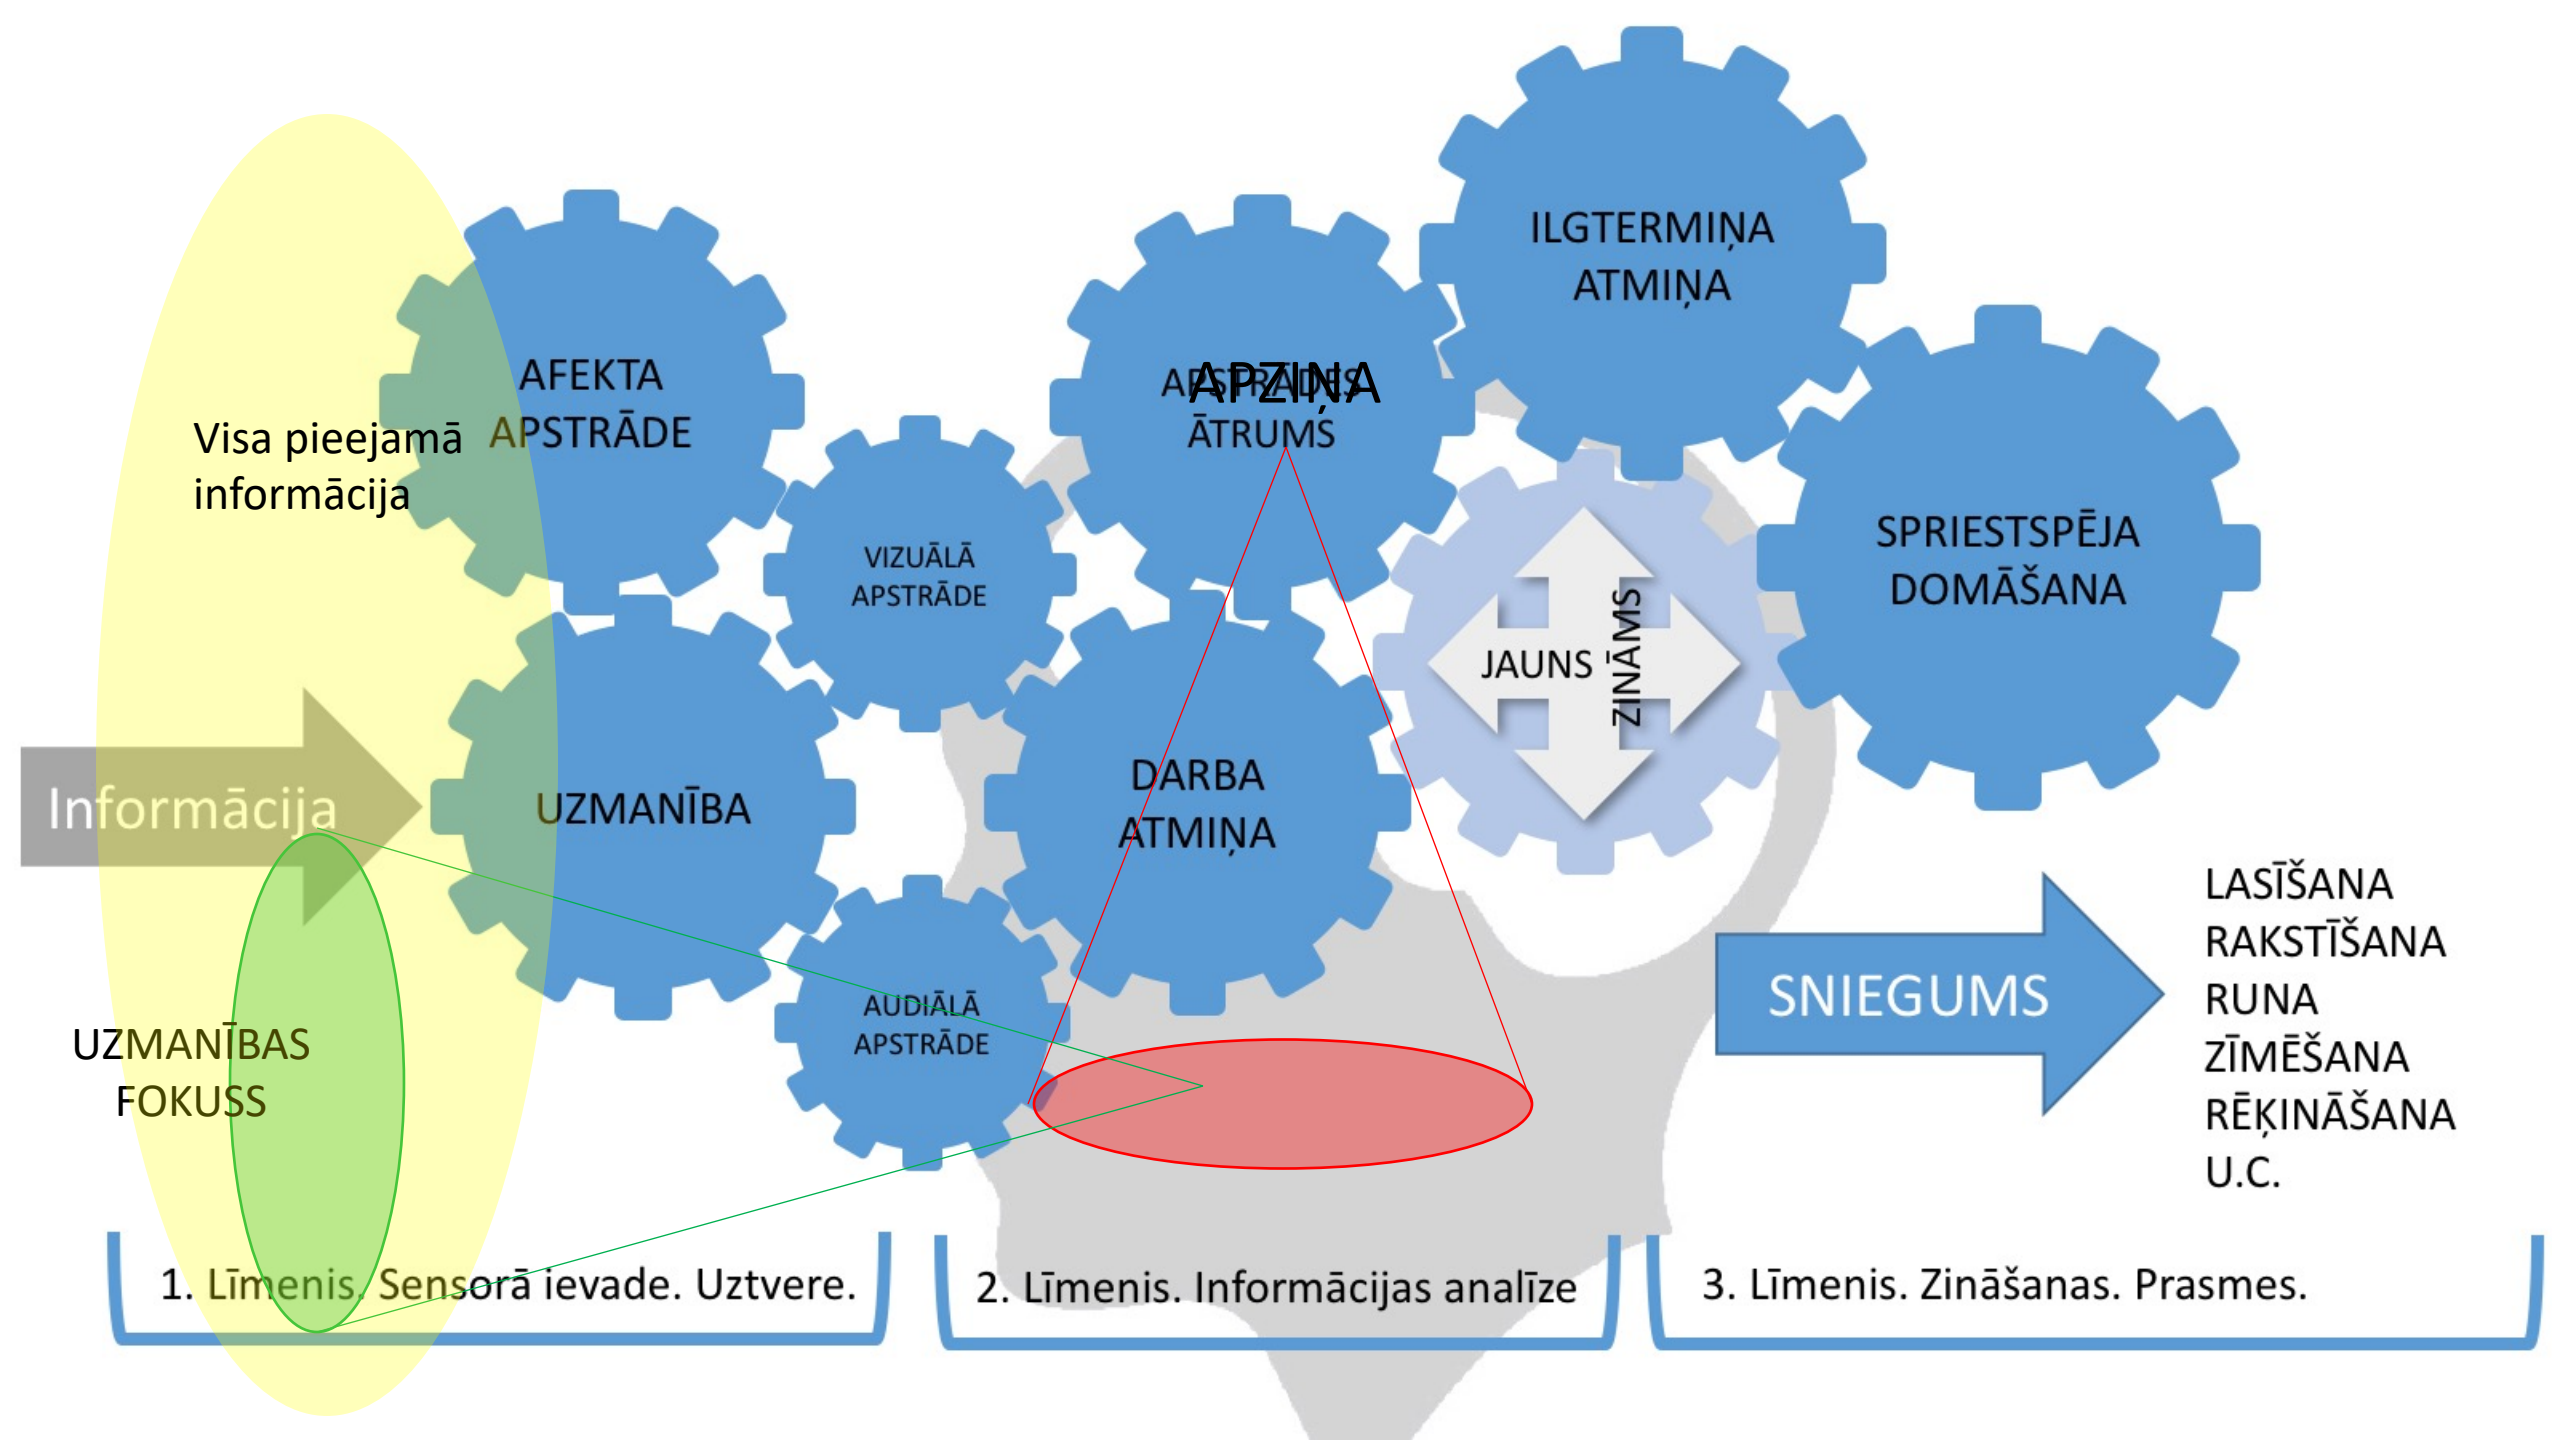 Visa pieejamā
informācija
AFEKTA
APSTRĀDE
VIZUĀLĀ
APSTRĀDE
APSTRĀDES
ĀTRUMS
APZIŅA
ILGTERMIŅA
ATMIŅA
SPRIESTSPĒJA
DOMĀŠANA
JAUNS
ZINĀMS
Informācija
UZMANĪBA
DARBA
ATMIŅA
AUDIĀLĀ
APSTRĀDE
UZMANĪBAS
FOKUSS
SNIEGUMS
LASĪŠANA
RAKSTĪŠANA
RUNA
ZĪMĒŠANA
RĒĶINĀŠANA
U.C.
1. Līmenis. Sensorā ievade. Uztvere.
2. Līmenis. Informācijas analīze
3. Līmenis. Zināšanas. Prasmes.